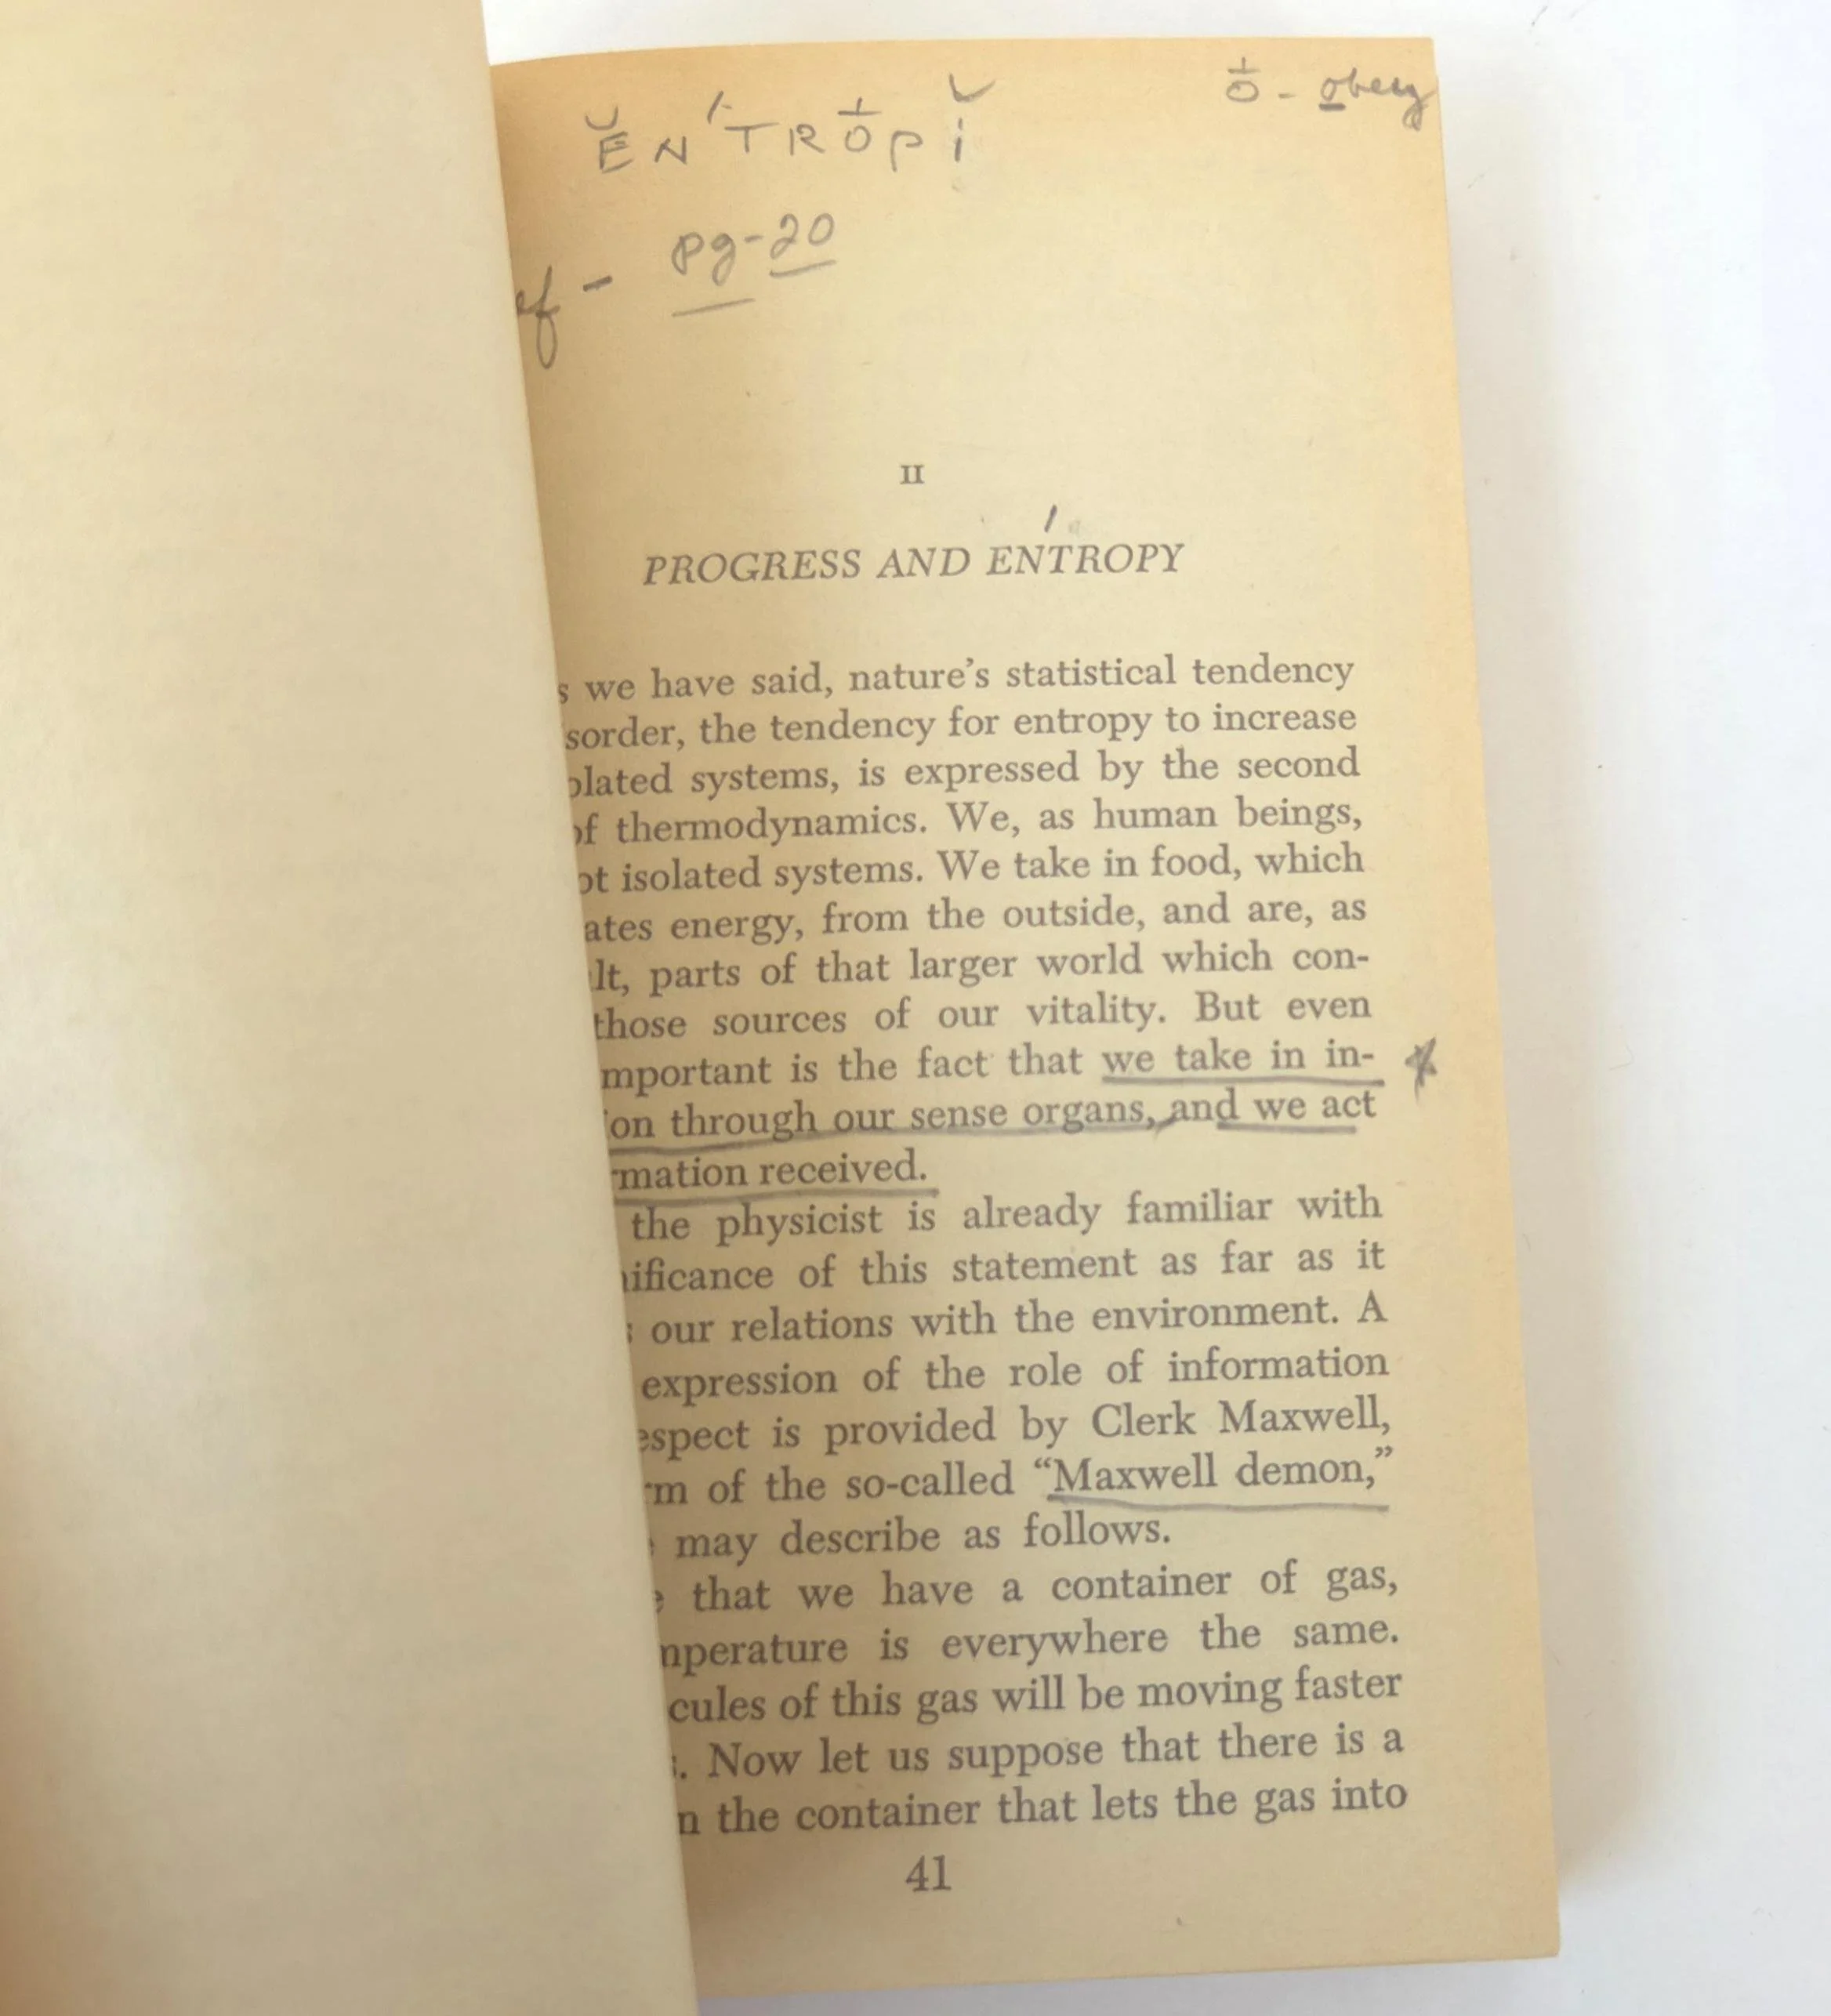 ĔN'TRŌPĬ
ō - obey
pg-20
II
PROGRESS AND ENTROPY
s we have said, nature's statistical tendency
sorder, the tendency for entropy to increase
olated systems, is expressed by the second
of thermodynamics. We, as human beings,
ot isolated systems. We take in food, which
ates energy, from the outside, and are, as
lt, parts of that larger world which con-
those sources of our vitality. But even
mportant is the fact that we take in in-
on through our sense organs, and we act
rmation received.
the physicist is already familiar with
ificance of this statement as far as it
our relations with the environment. A
expression of the role of information
espect is provided by Clerk Maxwell,
rm of the so-called “Maxwell demon,”
may describe as follows.
e that we have a container of gas,
mperature is everywhere the same.
cules of this gas will be moving faster
. Now let us suppose that there is a
n the container that lets the gas into
41